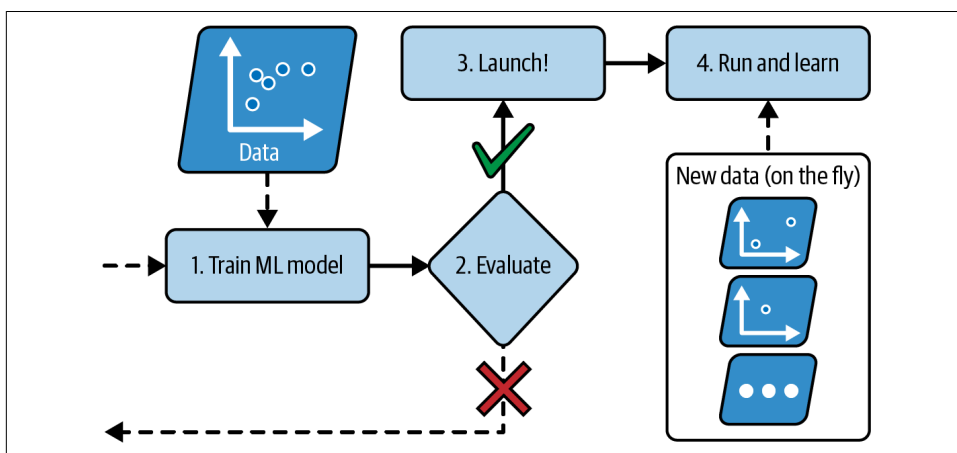 Data
1. Train ML model
2. Evaluate
3. Launch!
4. Run and learn
New data (on the fly)